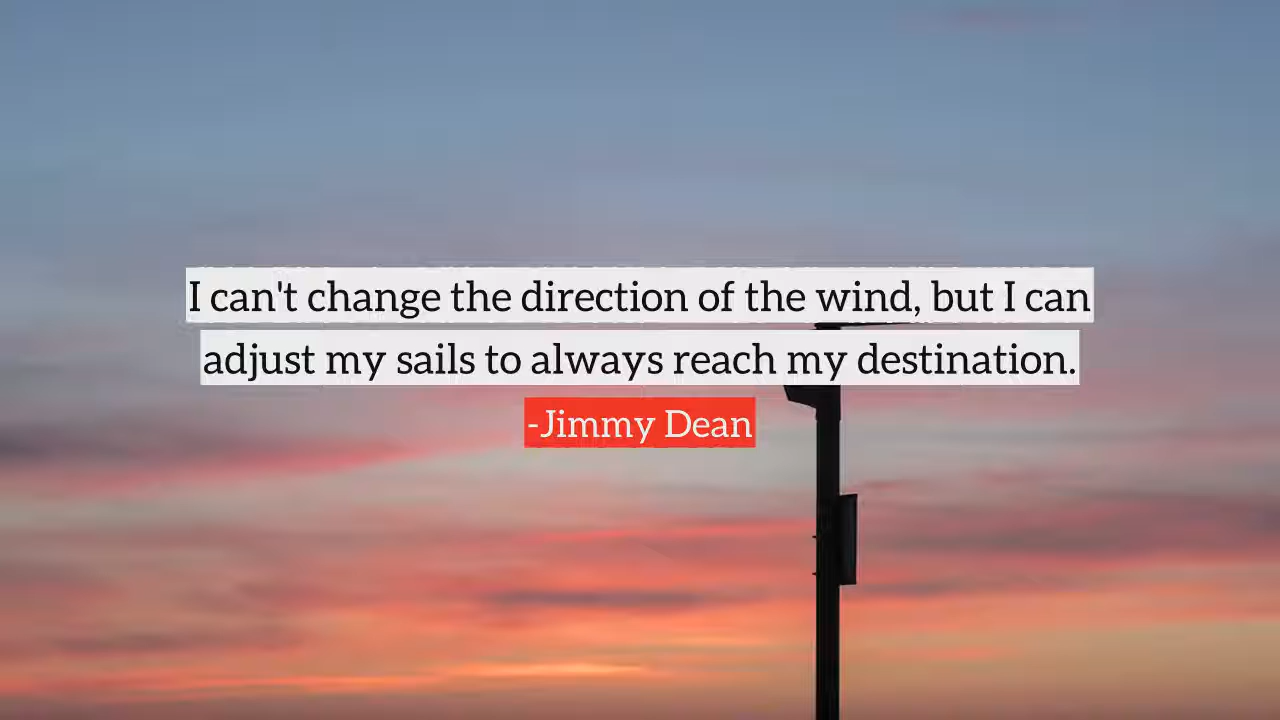 I can't change the direction of the wind, but I can
adjust my sails to always reach my destination.
-Jimmy Dean